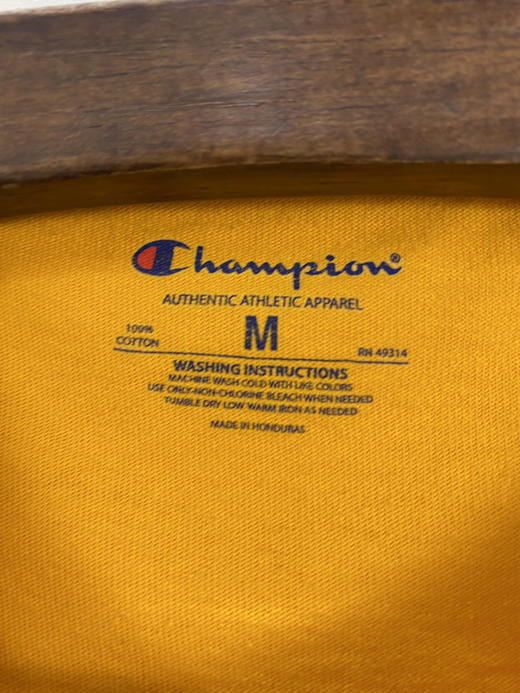 Champion®
AUTHENTIC ATHLETIC APPAREL
100%
COTTON
M
RN 49314
WASHING INSTRUCTIONS
MACHINE WASH COLD WITH LIKE COLORS
USE ONLY-NON-CHLORINE BLEACH WHEN NEEDED
TUMBLE DRY LOW WARM IRON AS NEEDED
MADE IN HONDURAS